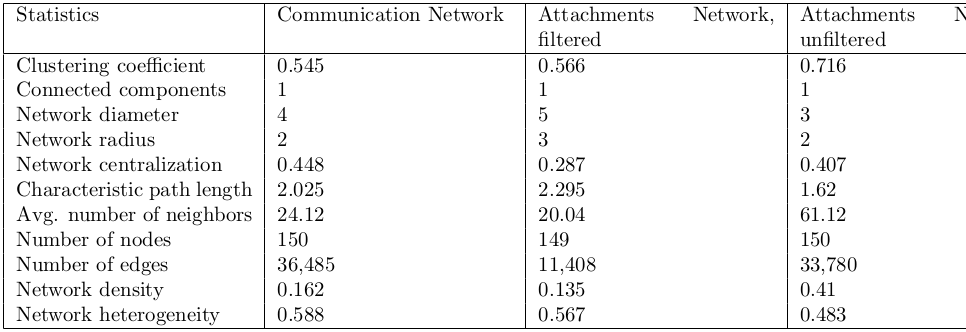 Statistics Communication Network Attachments Network, Attachments
filtered unfiltered
Clustering coefficient 0.545 0.566 0.716
Connected components 1 1 1
Network diameter 4 5 3
Network radius 2 3 2
Network centralization 0.448 0.287 0.407
Characteristic path length 2.025 2.295 1.62
Avg. number of neighbors 24.12 20.04 61.12
Number of nodes 150 149 150
Number of edges 36,485 11,408 33,780
Network density 0.162 0.135 0.41
Network heterogeneity 0.588 0.567 0.483